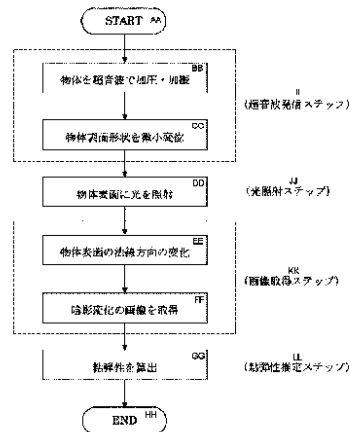 START AA
BB
物体を超音波で加圧・加振
CC
物体表面形状を微小変位
II
(超音波発信ステップ)
DD
物体表面に光を照射
JJ
(光照射ステップ)
EE
物体表面の法線方向の変化
FF
陰影変化の画像を取得
KK
(画像取得ステップ)
GG
粘弾性を算出
LL
(粘弾性推定ステップ)
END HH